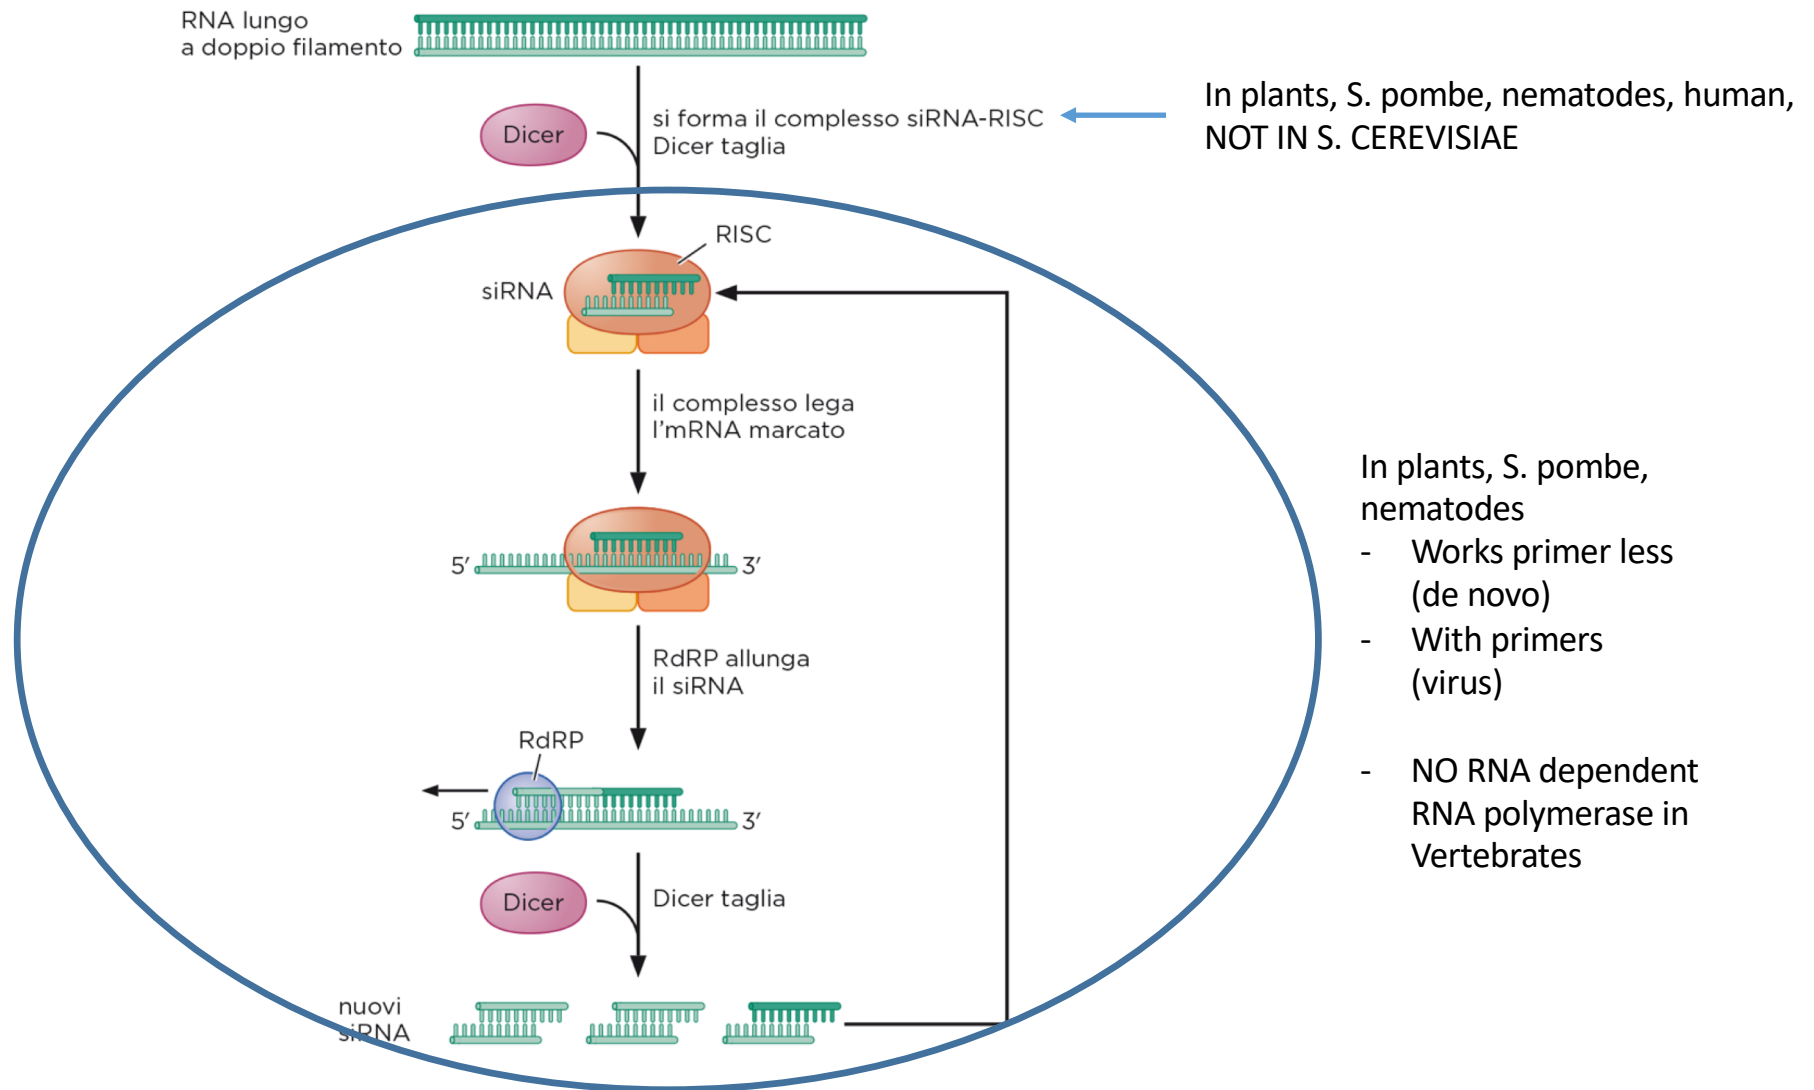 RNA lungo
a doppio filamento
Dicer
si forma il complesso siRNA-RISC
Dicer taglia
In plants, S. pombe, nematodes, human,
NOT IN S. CEREVISIAE
RISC
siRNA
il complesso lega
l'mRNA marcato
5′
3′
RdRP allunga
il siRNA
In plants, S. pombe,
nematodes
- Works primer less
(de novo)
- With primers
(virus)
- NO RNA dependent
RNA polymerase in
Vertebrates
RdRP
5′
3′
Dicer
Dicer taglia
nuovi
siRNA